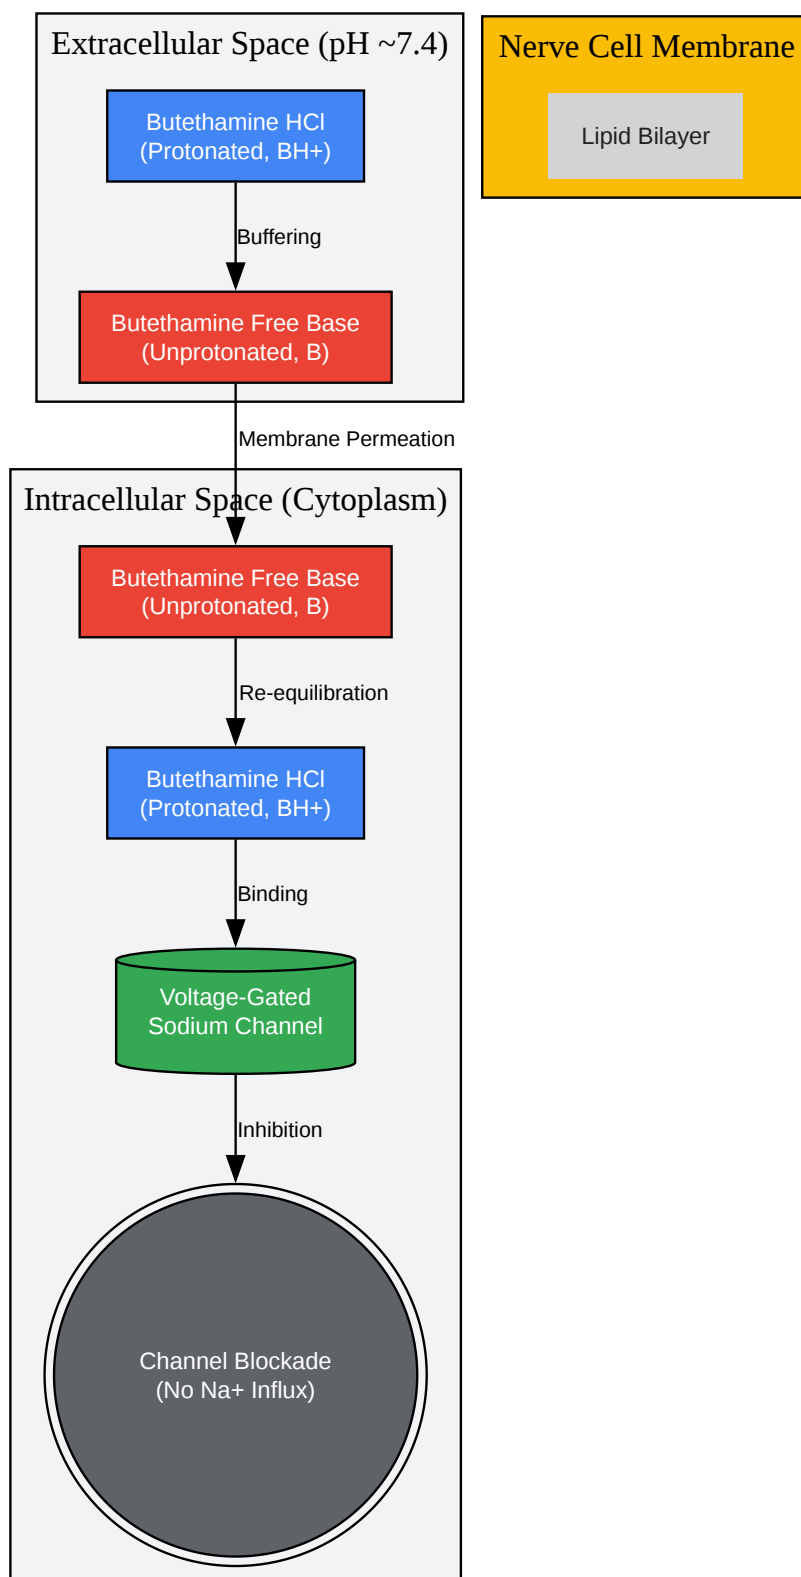 Extracellular Space (pH ~7.4)
Butethamine HCl
(Protonated, BH+)
Buffering
Butethamine Free Base
(Unprotonated, B)
Nerve Cell Membrane
Lipid Bilayer
Membrane Permeation
Intracellular Space (Cytoplasm)
Butethamine Free Base
(Unprotonated, B)
Re-equilibration
Butethamine HCl
(Protonated, BH+)
Binding
Voltage-Gated
Sodium Channel
Inhibition
Channel Blockade
(No Na+ Influx)